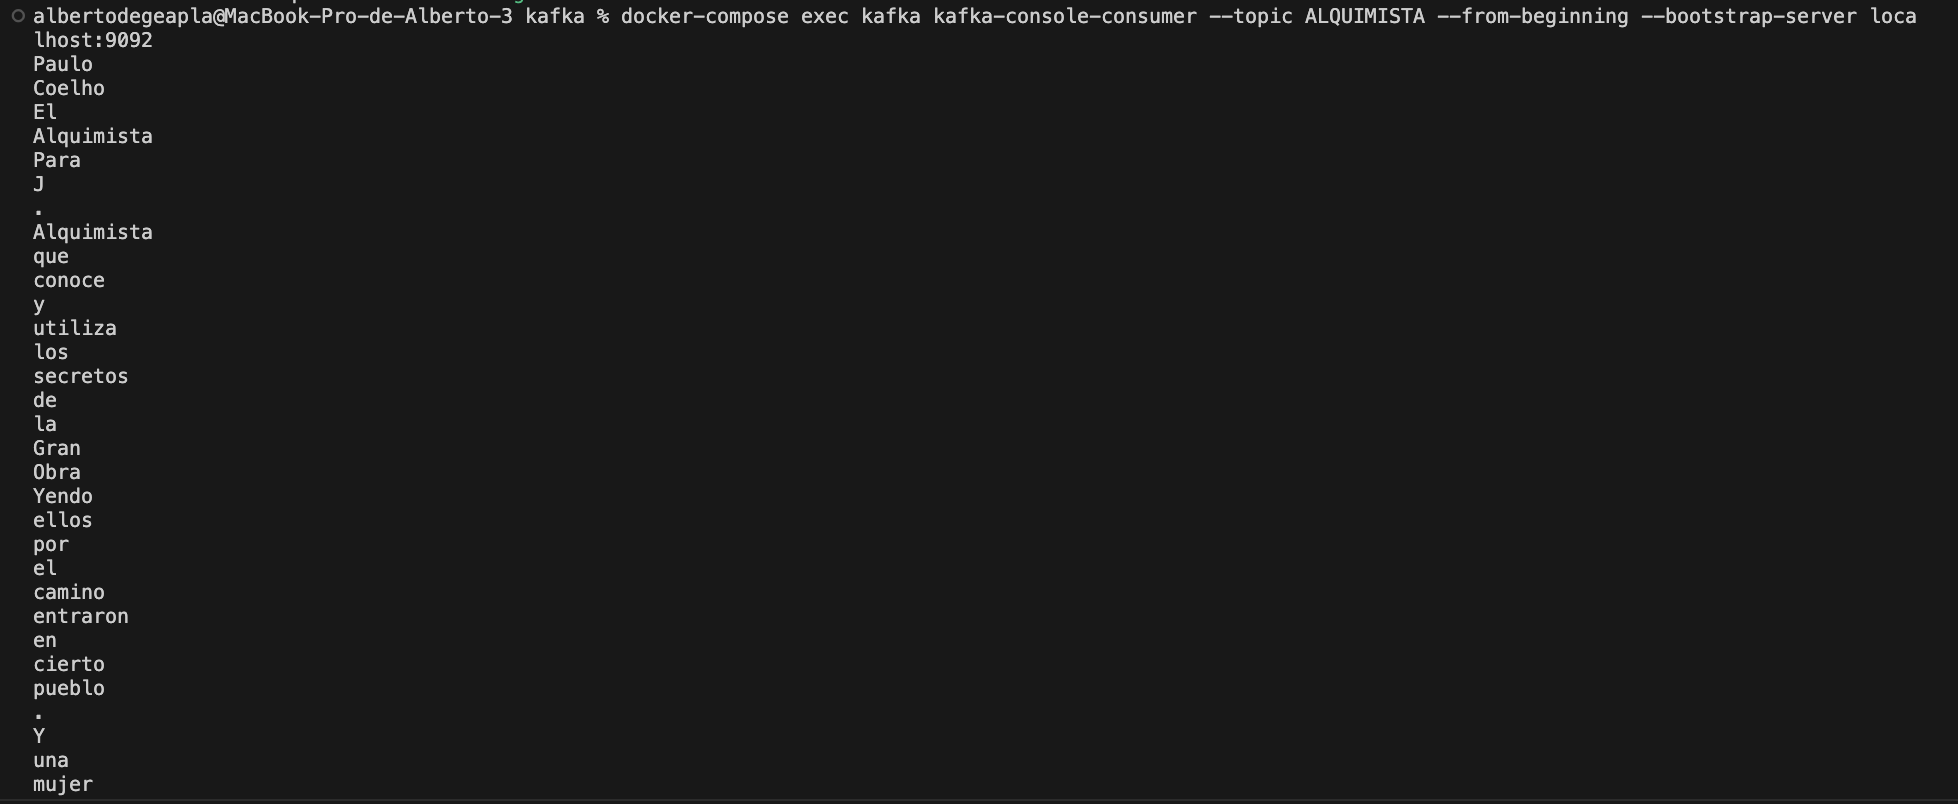 albertodegeapla@MacBook-Pro-de-Alberto-3 kafka % docker-compose exec kafka kafka-console-consumer --topic ALQUIMISTA --from-beginning --bootstrap-server loca
lhost:9092
Paulo
Coelho
El
Alquimista
Para
J
.
Alquimista
que
conoce
y
utiliza
los
secretos
de
la
Gran
Obra
Yendo
ellos
por
el
camino
entraron
en
cierto
pueblo
.
Y
una
mujer